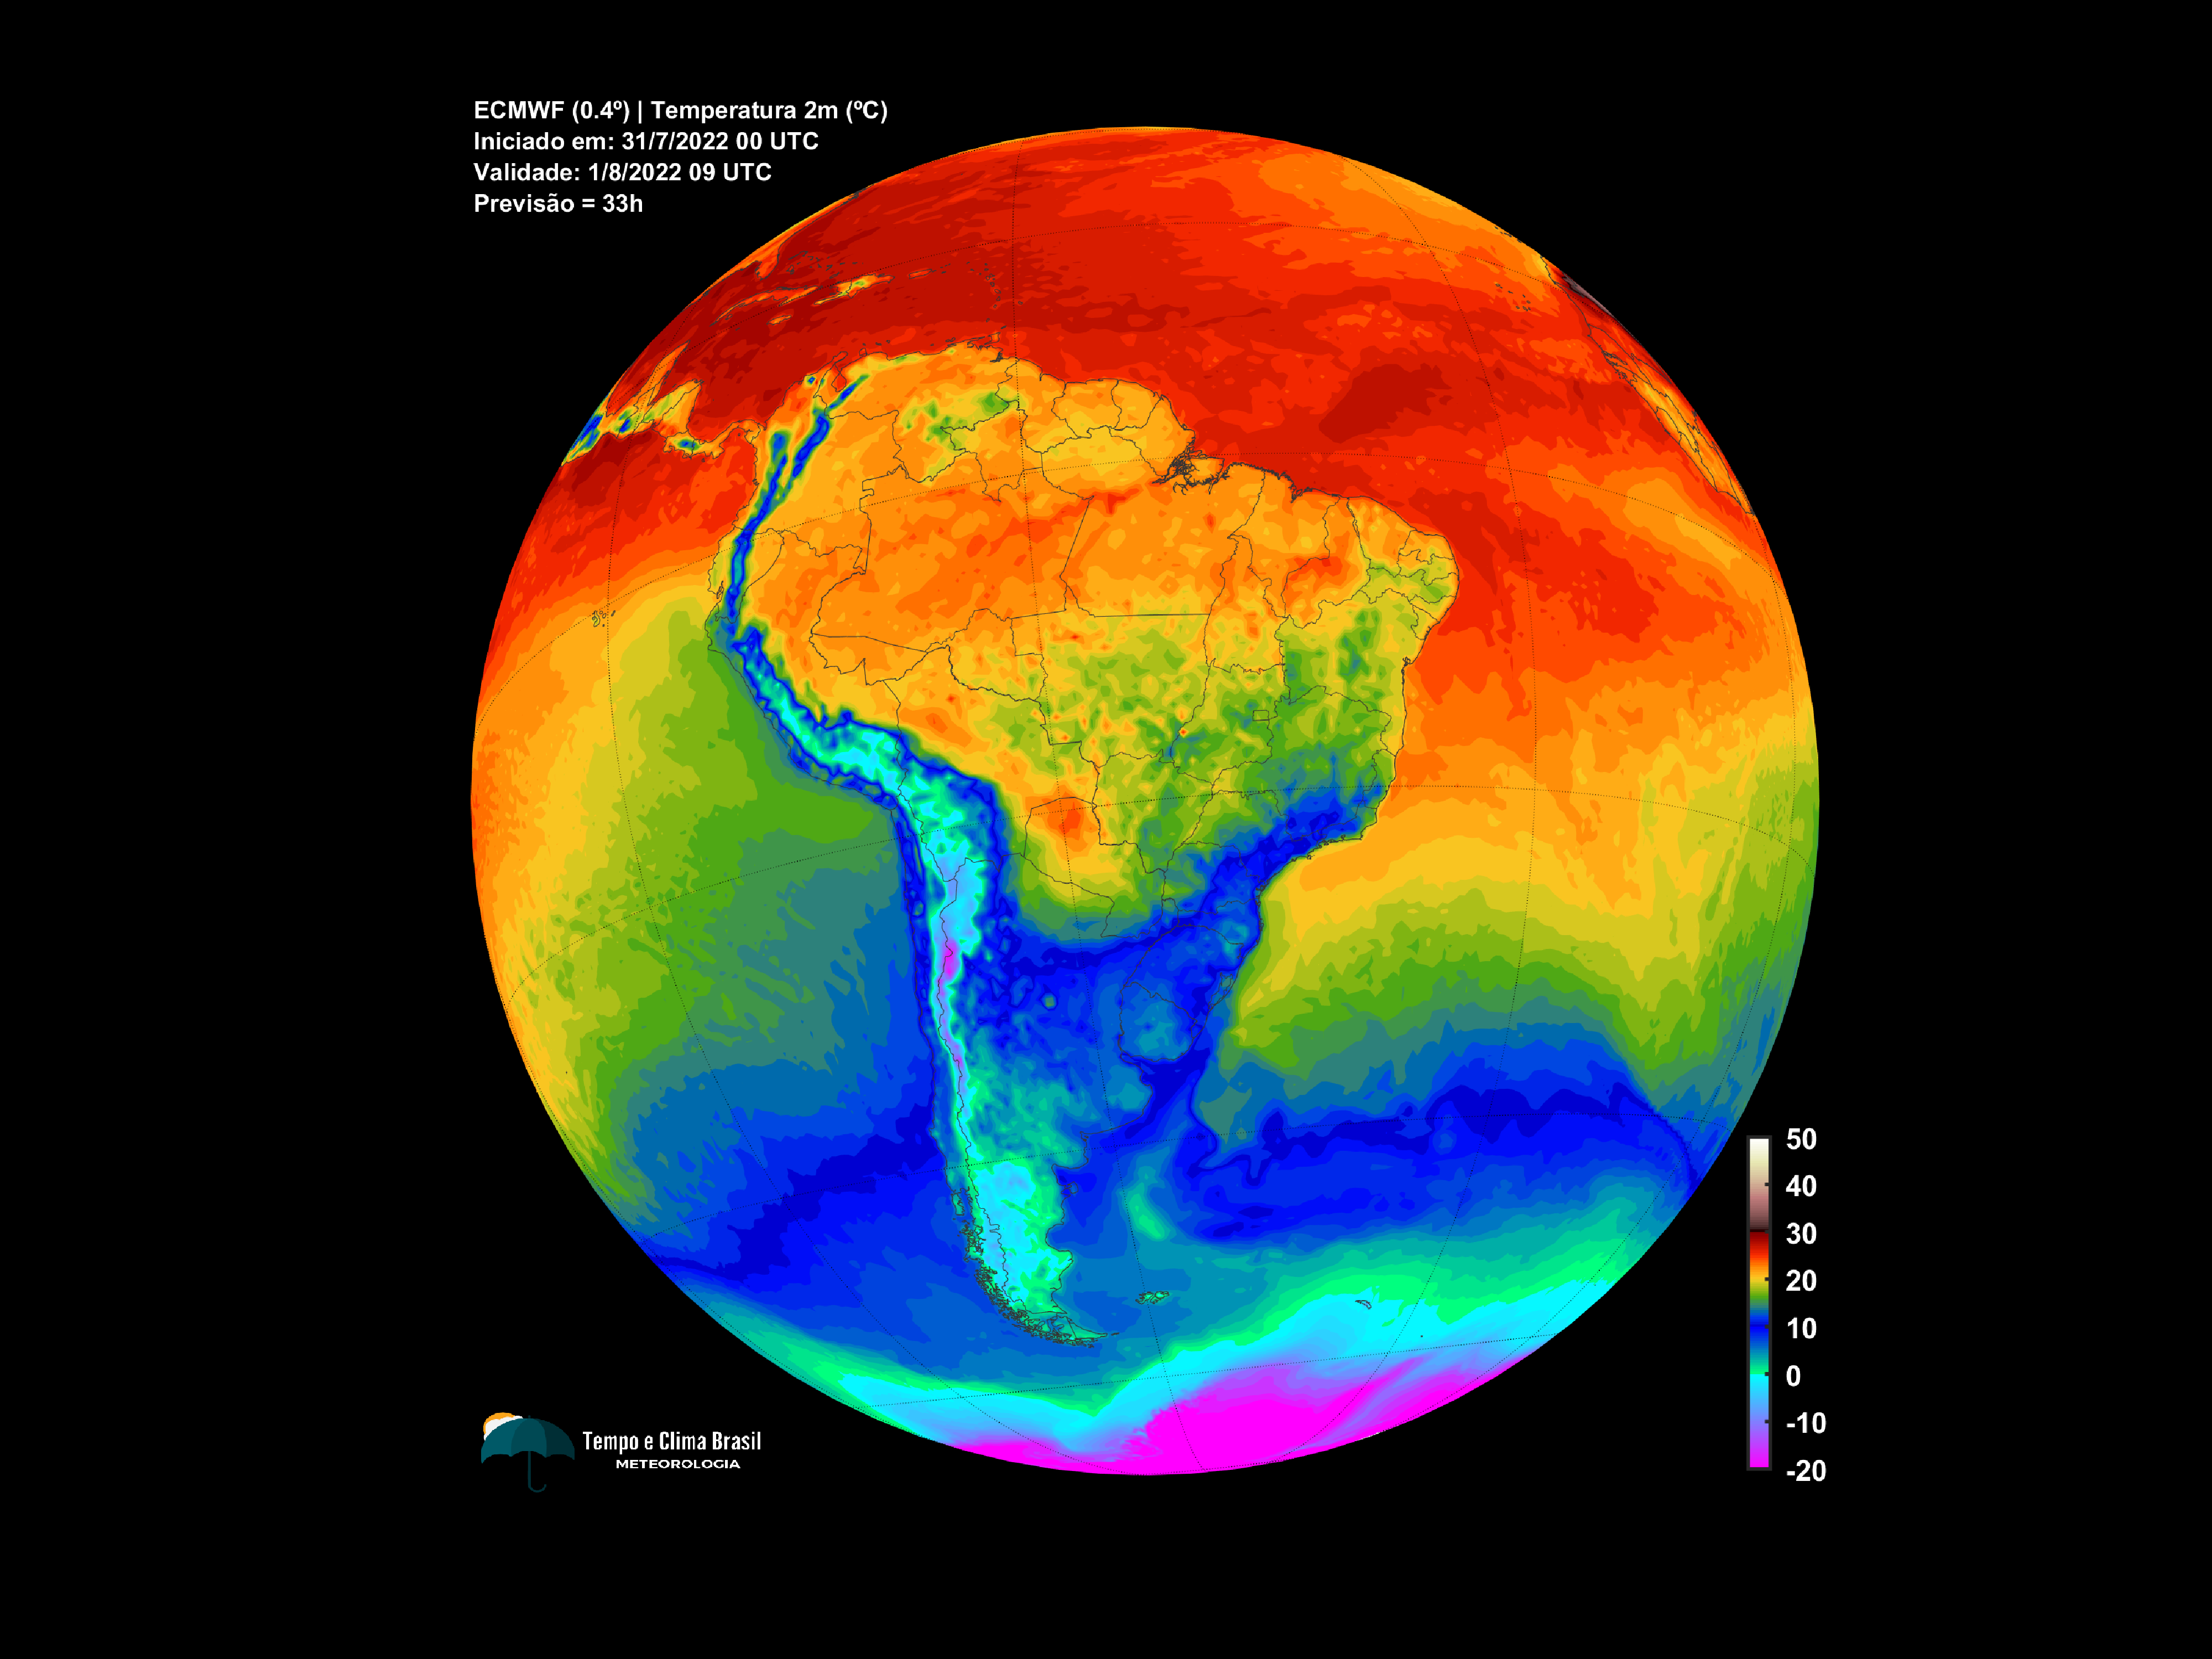 ECMWF (0.4º) | Temperatura 2m (ºC)
Iniciado em: 31/7/2022 00 UTC
Validade: 1/8/2022 09 UTC
Previsão = 33h
50
40
30
20
10
0
-10
-20
Tempo e Clima Brasil
METEOROLOGIA